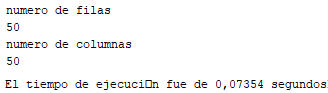 numero de filas
50
numero de columnas
50
El tiempo de ejecuci□n fue de 0,07354 segundos